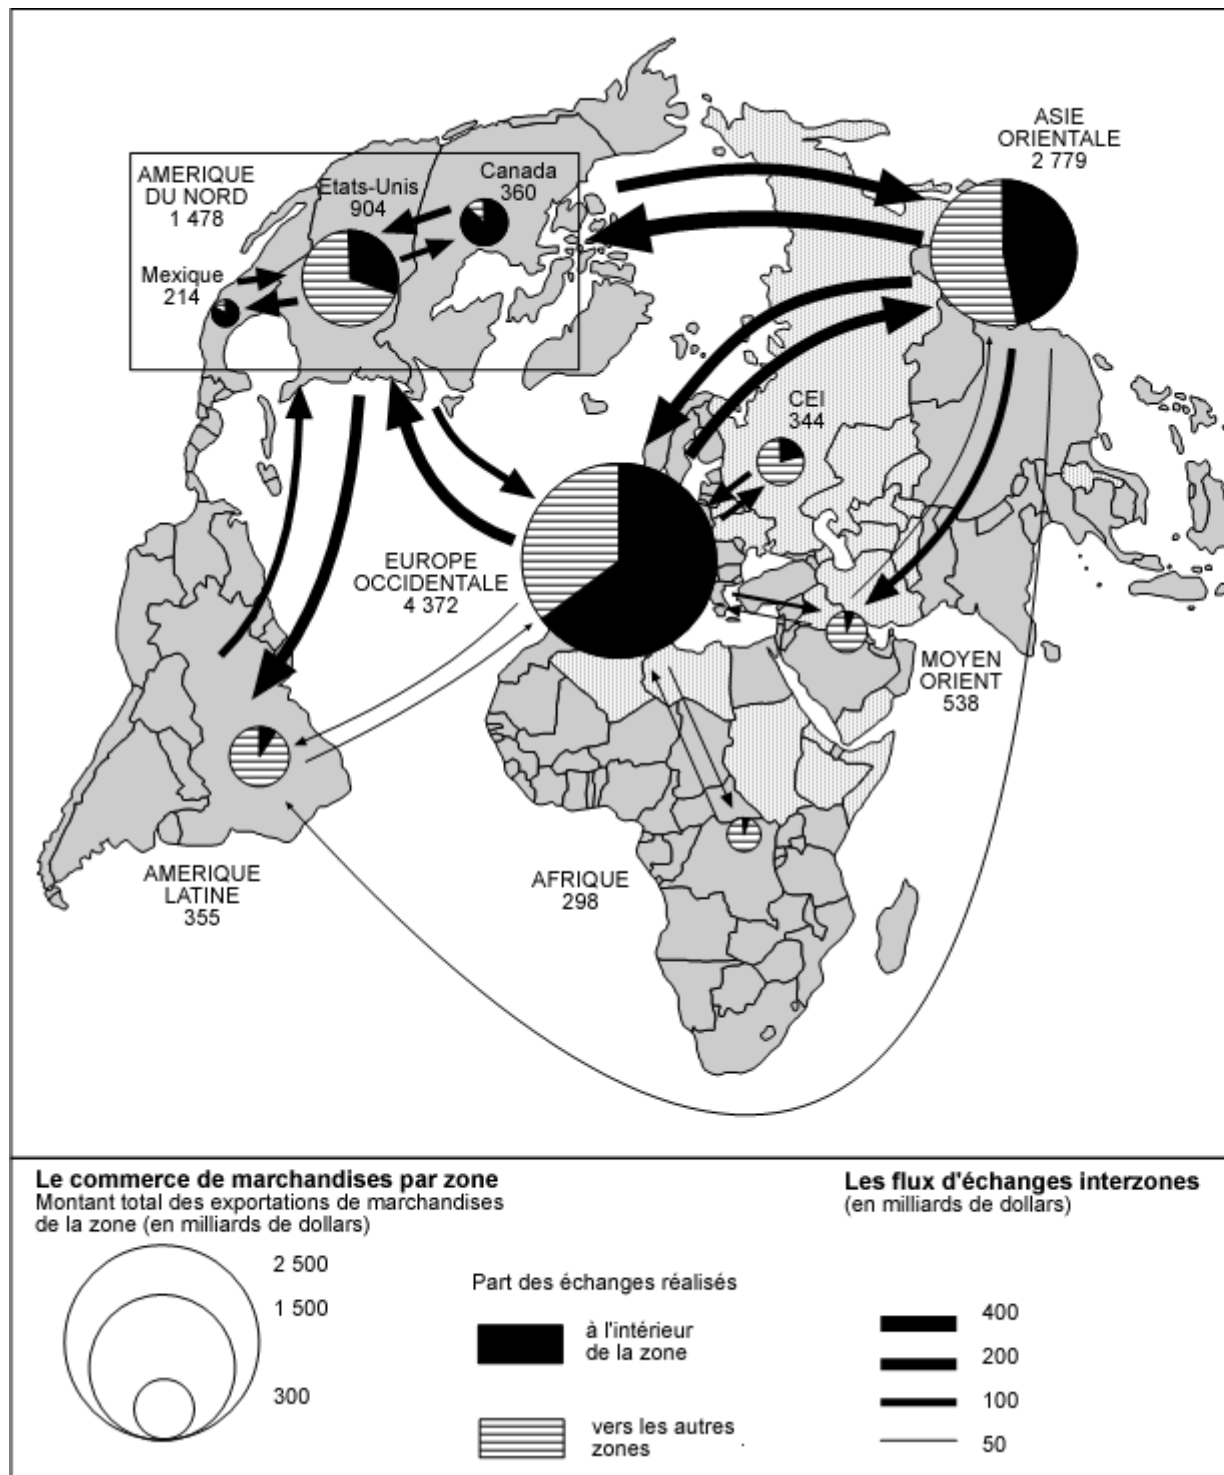 ASIE
ORIENTALE
2 779
AMERIQUE
DU NORD
1 478
Etats-Unis
904
Canada
360
Mexique
214
CEI
344
EUROPE
OCCIDENTALE
4 372
MOYEN
ORIENT
538
AMERIQUE
LATINE
355
AFRIQUE
298
Le commerce de marchandises par zone
Montant total des exportations de marchandises
de la zone (en milliards de dollars)
2 500
1 500
300
Part des échanges réalisés
à l'intérieur
de la zone
vers les autres
zones
Les flux d'échanges interzones
(en milliards de dollars)
400
200
100
50